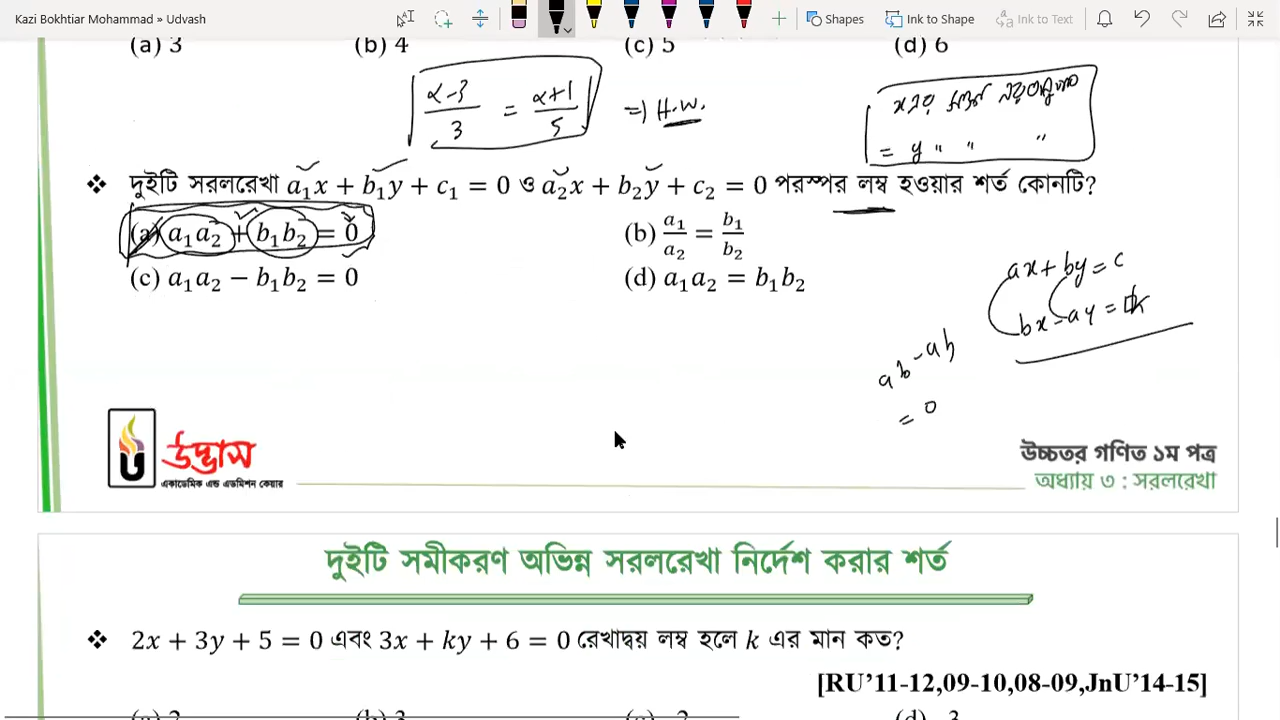 Kazi Bokhtiar Mohammad » Udvash
Shapes Ink to Shape Ink to Text
(a) 3 (b) 4 (c) 5 (d) 6
α-3/3 = α+1/5 ⇒ H.W.
= y " " "
❖ দুইটি সরলরেখা a₁x + b₁y + c₁ = 0 ও a₂x + b₂y + c₂ = 0 পরস্পর লম্ব হওয়ার শর্ত কোনটি?
(a) a₁a₂ + b₁b₂ = 0 (b) a₁/a₂ = b₁/b₂
(c) a₁a₂ − b₁b₂ = 0 (d) a₁a₂ = b₁b₂
ax + by = c
bx - ay = k
ab - ab
= 0
উদ্ভাস
একাডেমিক এন্ড এডমিশন কেয়ার
উচ্চতর গণিত ১ম পত্র
অধ্যায় ৩ : সরলরেখা
দুইটি সমীকরণ অভিন্ন সরলরেখা নির্দেশ করার শর্ত
❖ 2x + 3y + 5 = 0 এবং 3x + ky + 6 = 0 রেখাদ্বয় লম্ব হলে k এর মান কত?
[RU'11-12,09-10,08-09,JnU'14-15]